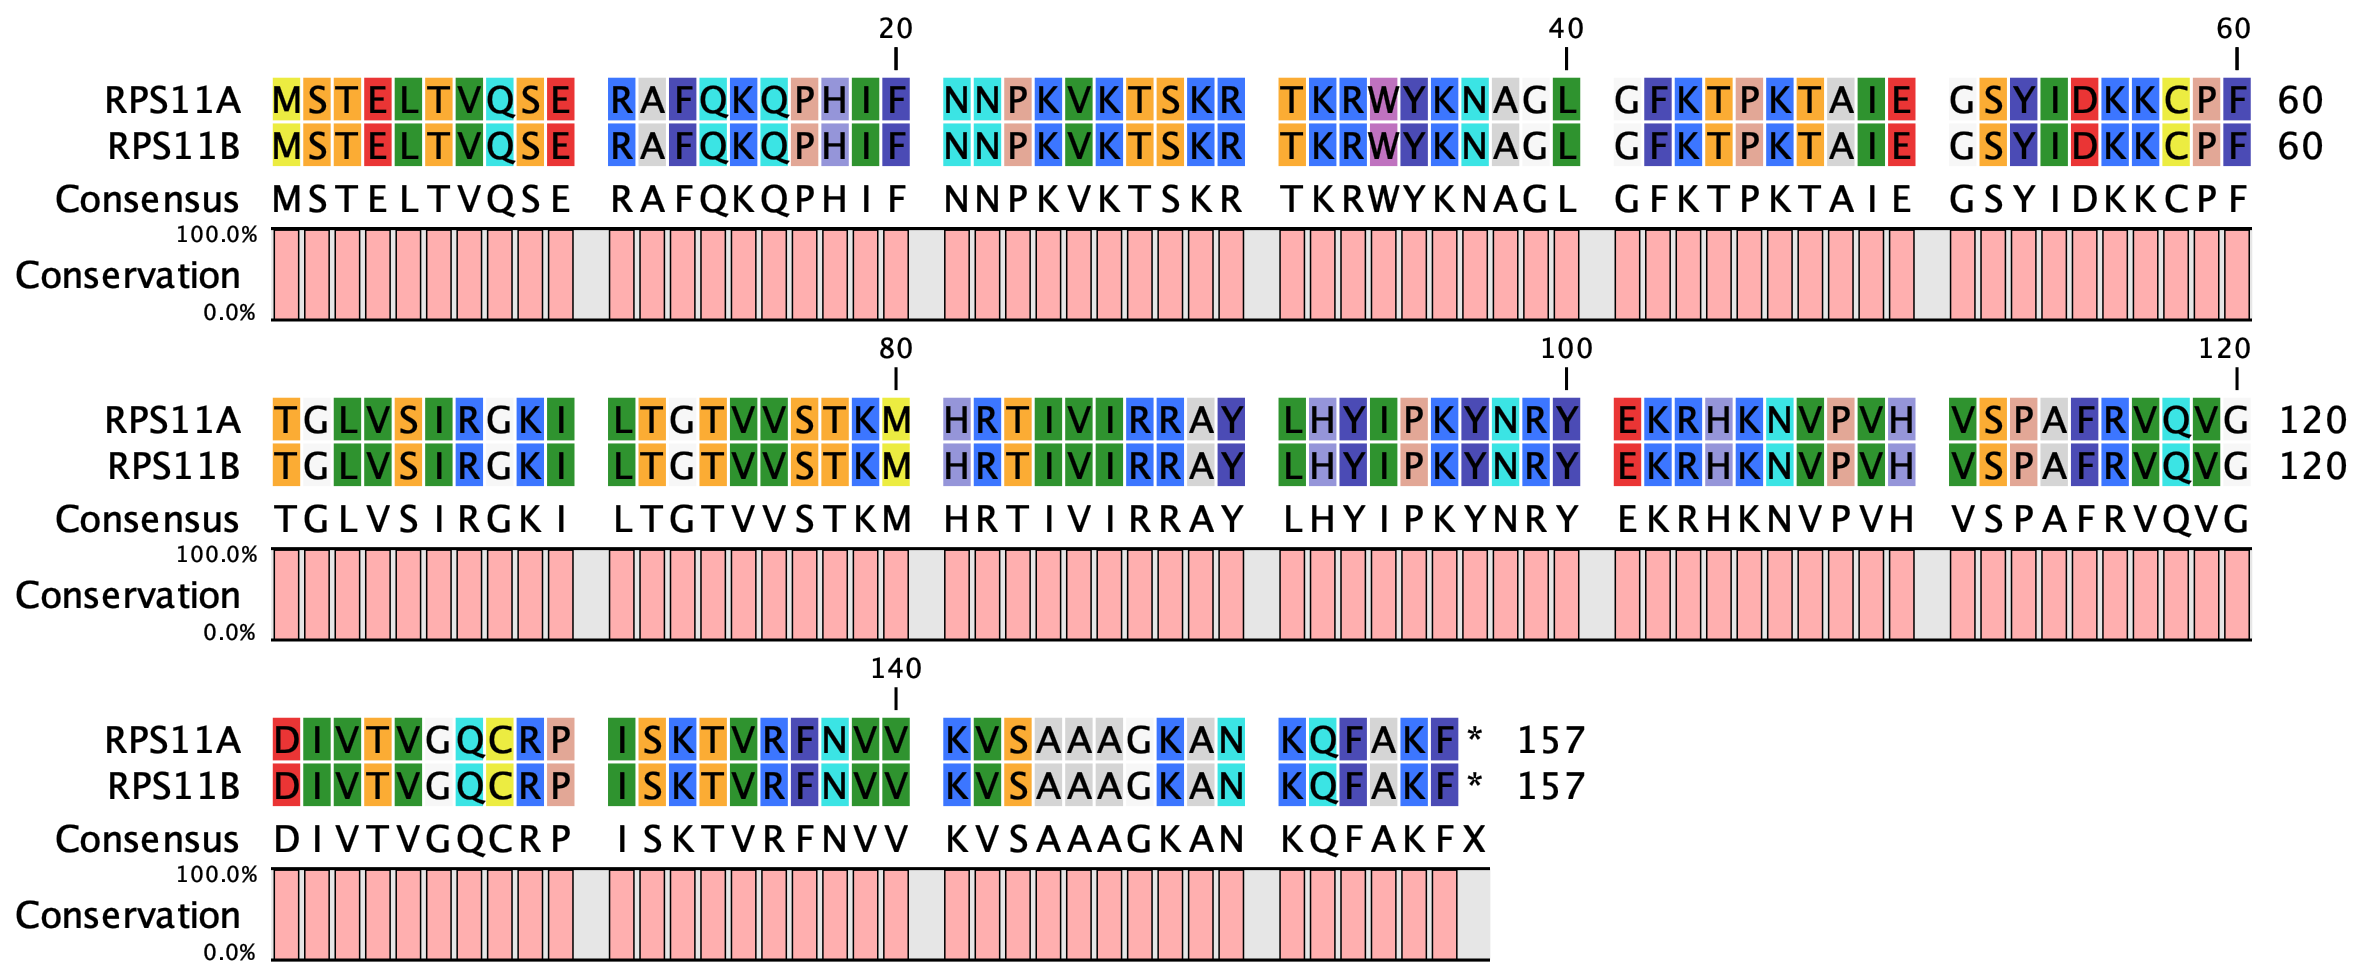 20 40 60
RPS11A MSTELTVQSE RAFQKQPHIF NNPKVKTSKR TKRWYKNAGL GFKTPKTAIE GSYIDKKCPF 60
RPS11B MSTELTVQSE RAFQKQPHIF NNPKVKTSKR TKRWYKNAGL GFKTPKTAIE GSYIDKKCPF 60
Consensus MSTELTVQSE RAFQKQPHIF NNPKVKTSKR TKRWYKNAGL GFKTPKTAIE GSYIDKKCPF
100.0%
Conservation
0.0%
80 100 120
RPS11A TGLVSIRGKI LTGTVVSTKM HRTIVIRRAY LHYIPKYNRY EKRHKNVPVH VSPAFRVQVG 120
RPS11B TGLVSIRGKI LTGTVVSTKM HRTIVIRRAY LHYIPKYNRY EKRHKNVPVH VSPAFRVQVG 120
Consensus TGLVSIRGKI LTGTVVSTKM HRTIVIRRAY LHYIPKYNRY EKRHKNVPVH VSPAFRVQVG
100.0%
Conservation
0.0%
140
RPS11A DIVTVGQCRP ISKTVRFNVV KVSAAAGKAN KQFAKF* 157
RPS11B DIVTVGQCRP ISKTVRFNVV KVSAAAGKAN KQFAKF* 157
Consensus DIVTVGQCRP ISKTVRFNVV KVSAAAGKAN KQFAKFX
100.0%
Conservation
0.0%